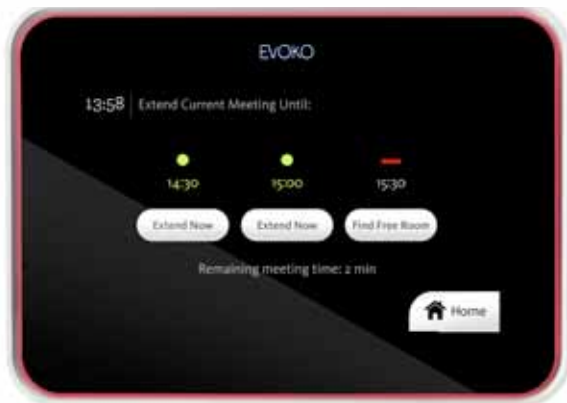 EVOKO
13:58 Extend Current Meeting Until:
14:30 15:00 15:30
Extend Now Extend Now Find Free Room
Remaining meeting time: 2 min
Home